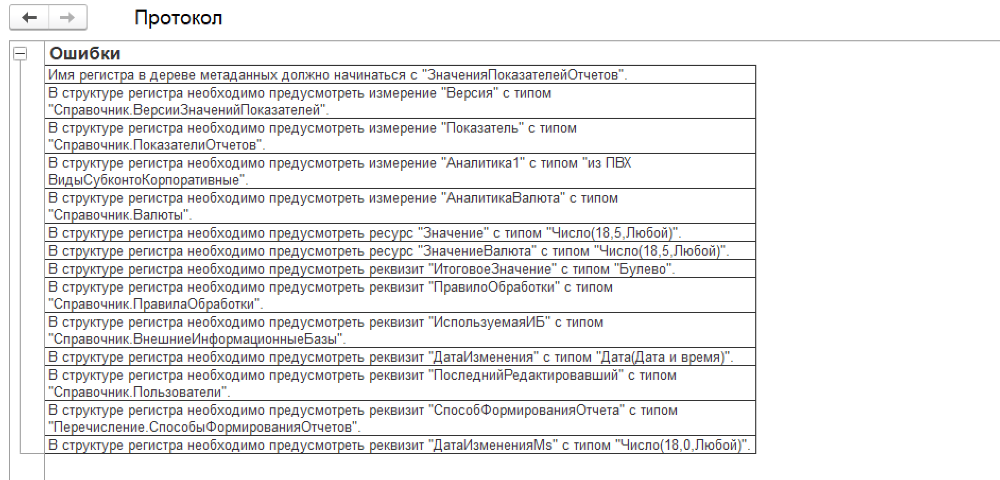 Протокол
Ошибки
Имя регистра в дереве метаданных должно начинаться с "ЗначенияПоказателейОтчетов".
В структуре регистра необходимо предусмотреть измерение "Версия" с типом
"Справочник.ВерсииЗначенийПоказателей".
В структуре регистра необходимо предусмотреть измерение "Показатель" с типом
"Справочник.ПоказателиОтчетов".
В структуре регистра необходимо предусмотреть измерение "Аналитика1" с типом "из ПВХ
ВидыСубконтоКорпоративные".
В структуре регистра необходимо предусмотреть измерение "АналитикаВалюта" с типом
"Справочник.Валюты".
В структуре регистра необходимо предусмотреть ресурс "Значение" с типом "Число(18,5,Любой)".
В структуре регистра необходимо предусмотреть ресурс "ЗначениеВалюта" с типом "Число(18,5,Любой)".
В структуре регистра необходимо предусмотреть реквизит "ИтоговоеЗначение" с типом "Булево".
В структуре регистра необходимо предусмотреть реквизит "ПравилоОбработки" с типом
"Справочник.ПравилаОбработки".
В структуре регистра необходимо предусмотреть реквизит "ИспользуемаяИБ" с типом
"Справочник.ВнешниеИнформационныеБазы".
В структуре регистра необходимо предусмотреть реквизит "ДатаИзменения" с типом "Дата(Дата и время)".
В структуре регистра необходимо предусмотреть реквизит "ПоследнийРедактировавший" с типом
"Справочник.Пользователи".
В структуре регистра необходимо предусмотреть реквизит "СпособФормированияОтчета" с типом
"Перечисление.СпособыФормированияОтчетов".
В структуре регистра необходимо предусмотреть реквизит "ДатаИзмененияMs" с типом "Число(18,0,Любой)".